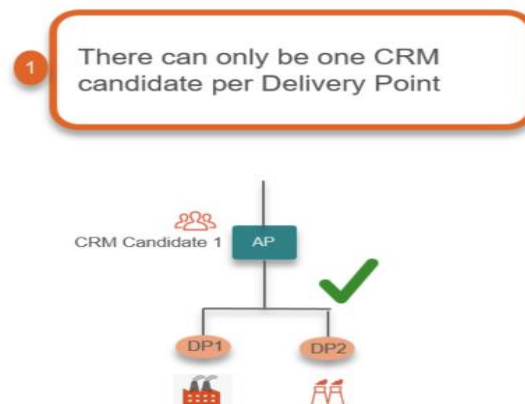 1
There can only be one CRM
candidate per Delivery Point
CRM Candidate 1
AP
DP1
DP2